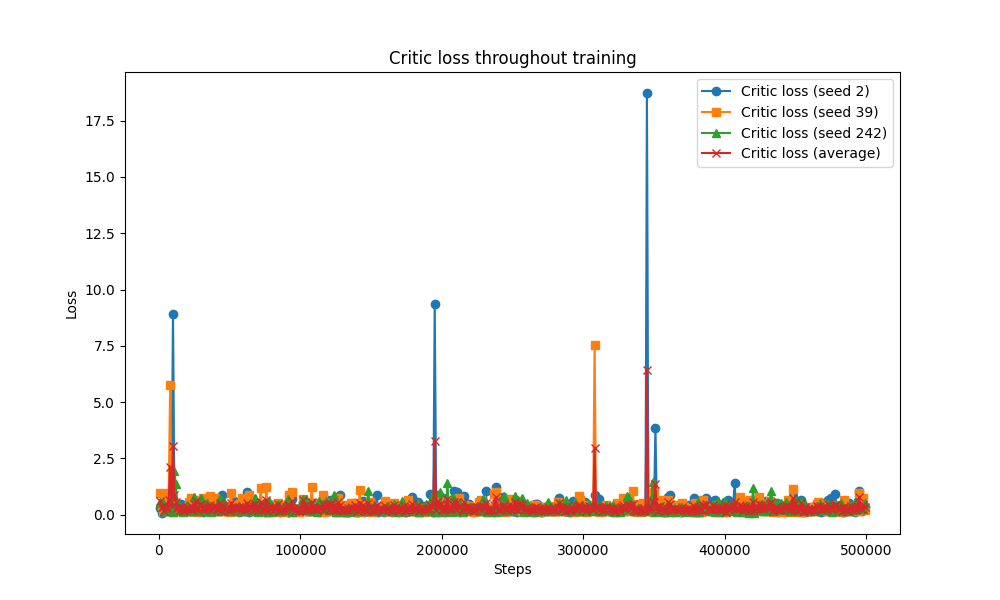 Critic loss throughout training
Critic loss (seed 2)
Critic loss (seed 39)
Critic loss (seed 242)
Critic loss (average)
Loss
17.5
15.0
12.5
10.0
7.5
5.0
2.5
0.0
0
100000
200000
300000
400000
500000
Steps